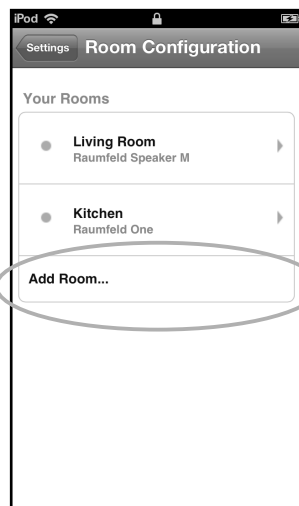 iPod
Settings Room Configuration
Your Rooms
Living Room
Raumfeld Speaker M
Kitchen
Raumfeld One
Add Room...